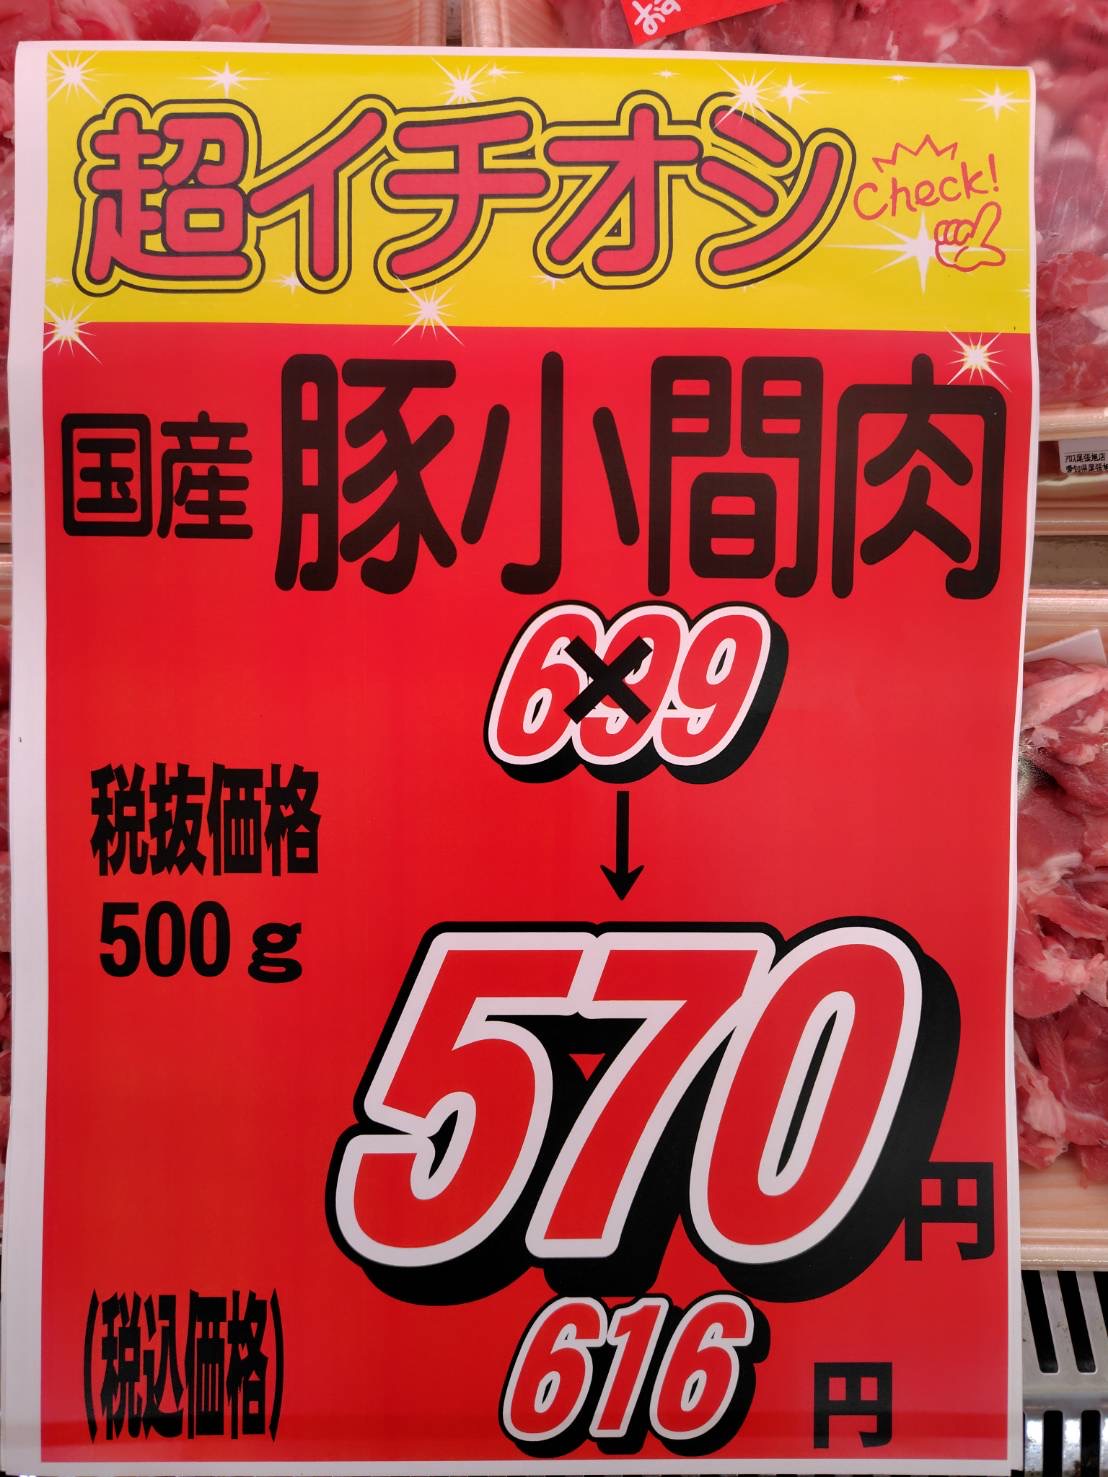 超イチオシ
Check!
国産 豚小間肉
699
税抜価格
500g
570円
(税込価格)
616円